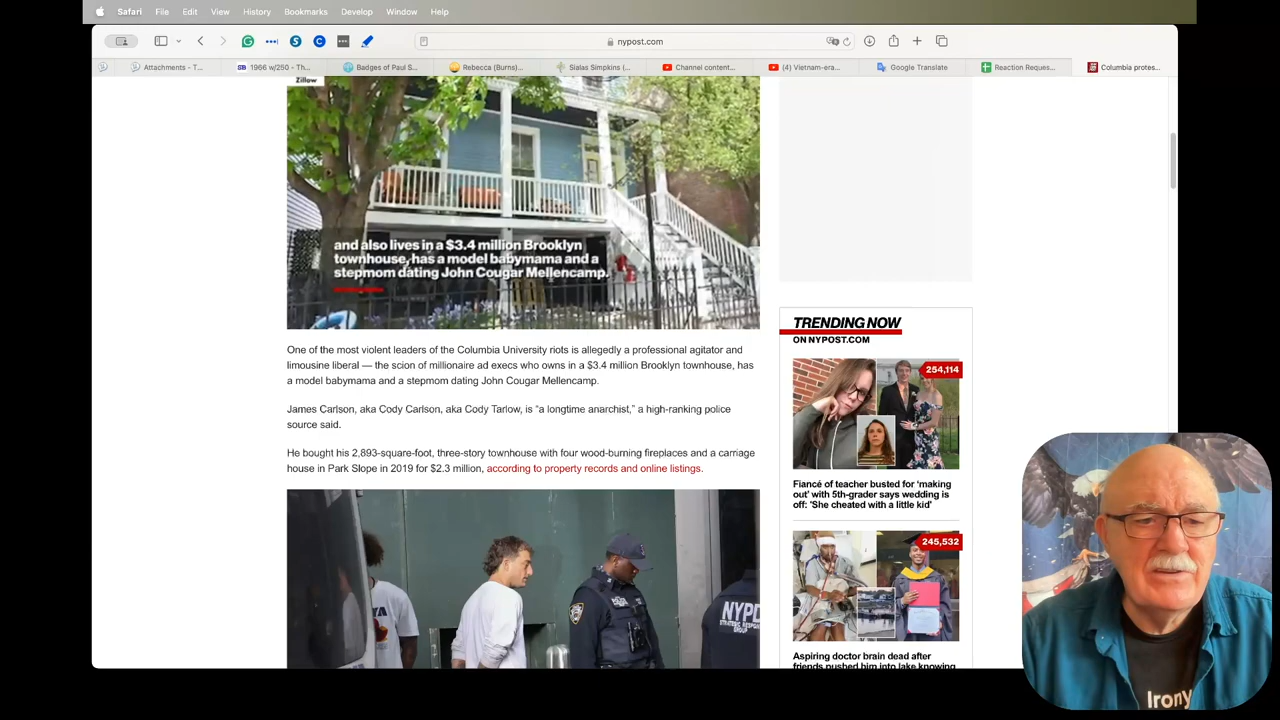 Safari File Edit View History Bookmarks Develop Window Help
nypost.com
Attachments - T...
1966 w/250 - Th...
Badges of Paul S...
Rebecca (Burns)...
Sialas Simpkins (...
Channel content...
(4) Vietnam-era...
Google Translate
Reaction Reques...
Columbia protes...
Zillow
and also lives in a $3.4 million Brooklyn
townhouse, has a model babymama and a
stepmom dating John Cougar Mellencamp.
One of the most violent leaders of the Columbia University riots is allegedly a professional agitator and
limousine liberal — the scion of millionaire ad execs who owns in a $3.4 million Brooklyn townhouse, has
a model babymama and a stepmom dating John Cougar Mellencamp.
James Carlson, aka Cody Carlson, aka Cody Tarlow, is “a longtime anarchist,” a high-ranking police
source said.
He bought his 2,893-square-foot, three-story townhouse with four wood-burning fireplaces and a carriage
house in Park Slope in 2019 for $2.3 million, according to property records and online listings.
NYPD
STRATEGIC RESPONSE
GROUP
TRENDING NOW
ON NYPOST.COM
254,114
Fiancé of teacher busted for ‘making
out’ with 5th-grader says wedding is
off: ‘She cheated with a little kid’
245,532
Aspiring doctor brain dead after
friends pushed him into lake knowing
Irony